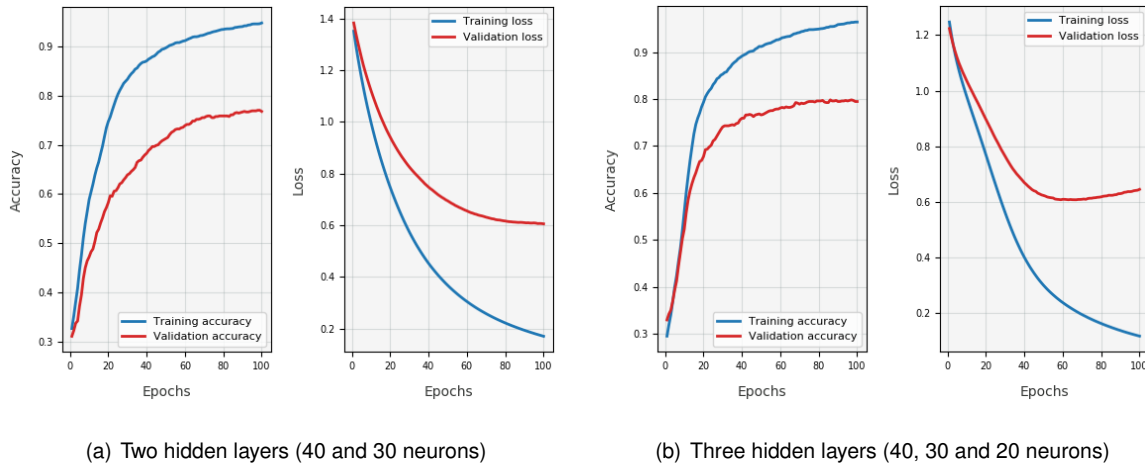 0.9
0.8
0.7
0.6
0.5
0.4
0.3
Accuracy
0 20 40 60 80 100
Epochs
Training accuracy
Validation accuracy
1.4
1.2
1.0
0.8
0.6
0.4
0.2
Loss
0 20 40 60 80 100
Epochs
Training loss
Validation loss
(a) Two hidden layers (40 and 30 neurons)
0.9
0.8
0.7
0.6
0.5
0.4
0.3
Accuracy
0 20 40 60 80 100
Epochs
Training accuracy
Validation accuracy
1.2
1.0
0.8
0.6
0.4
0.2
Loss
0 20 40 60 80 100
Epochs
Training loss
Validation loss
(b) Three hidden layers (40, 30 and 20 neurons)